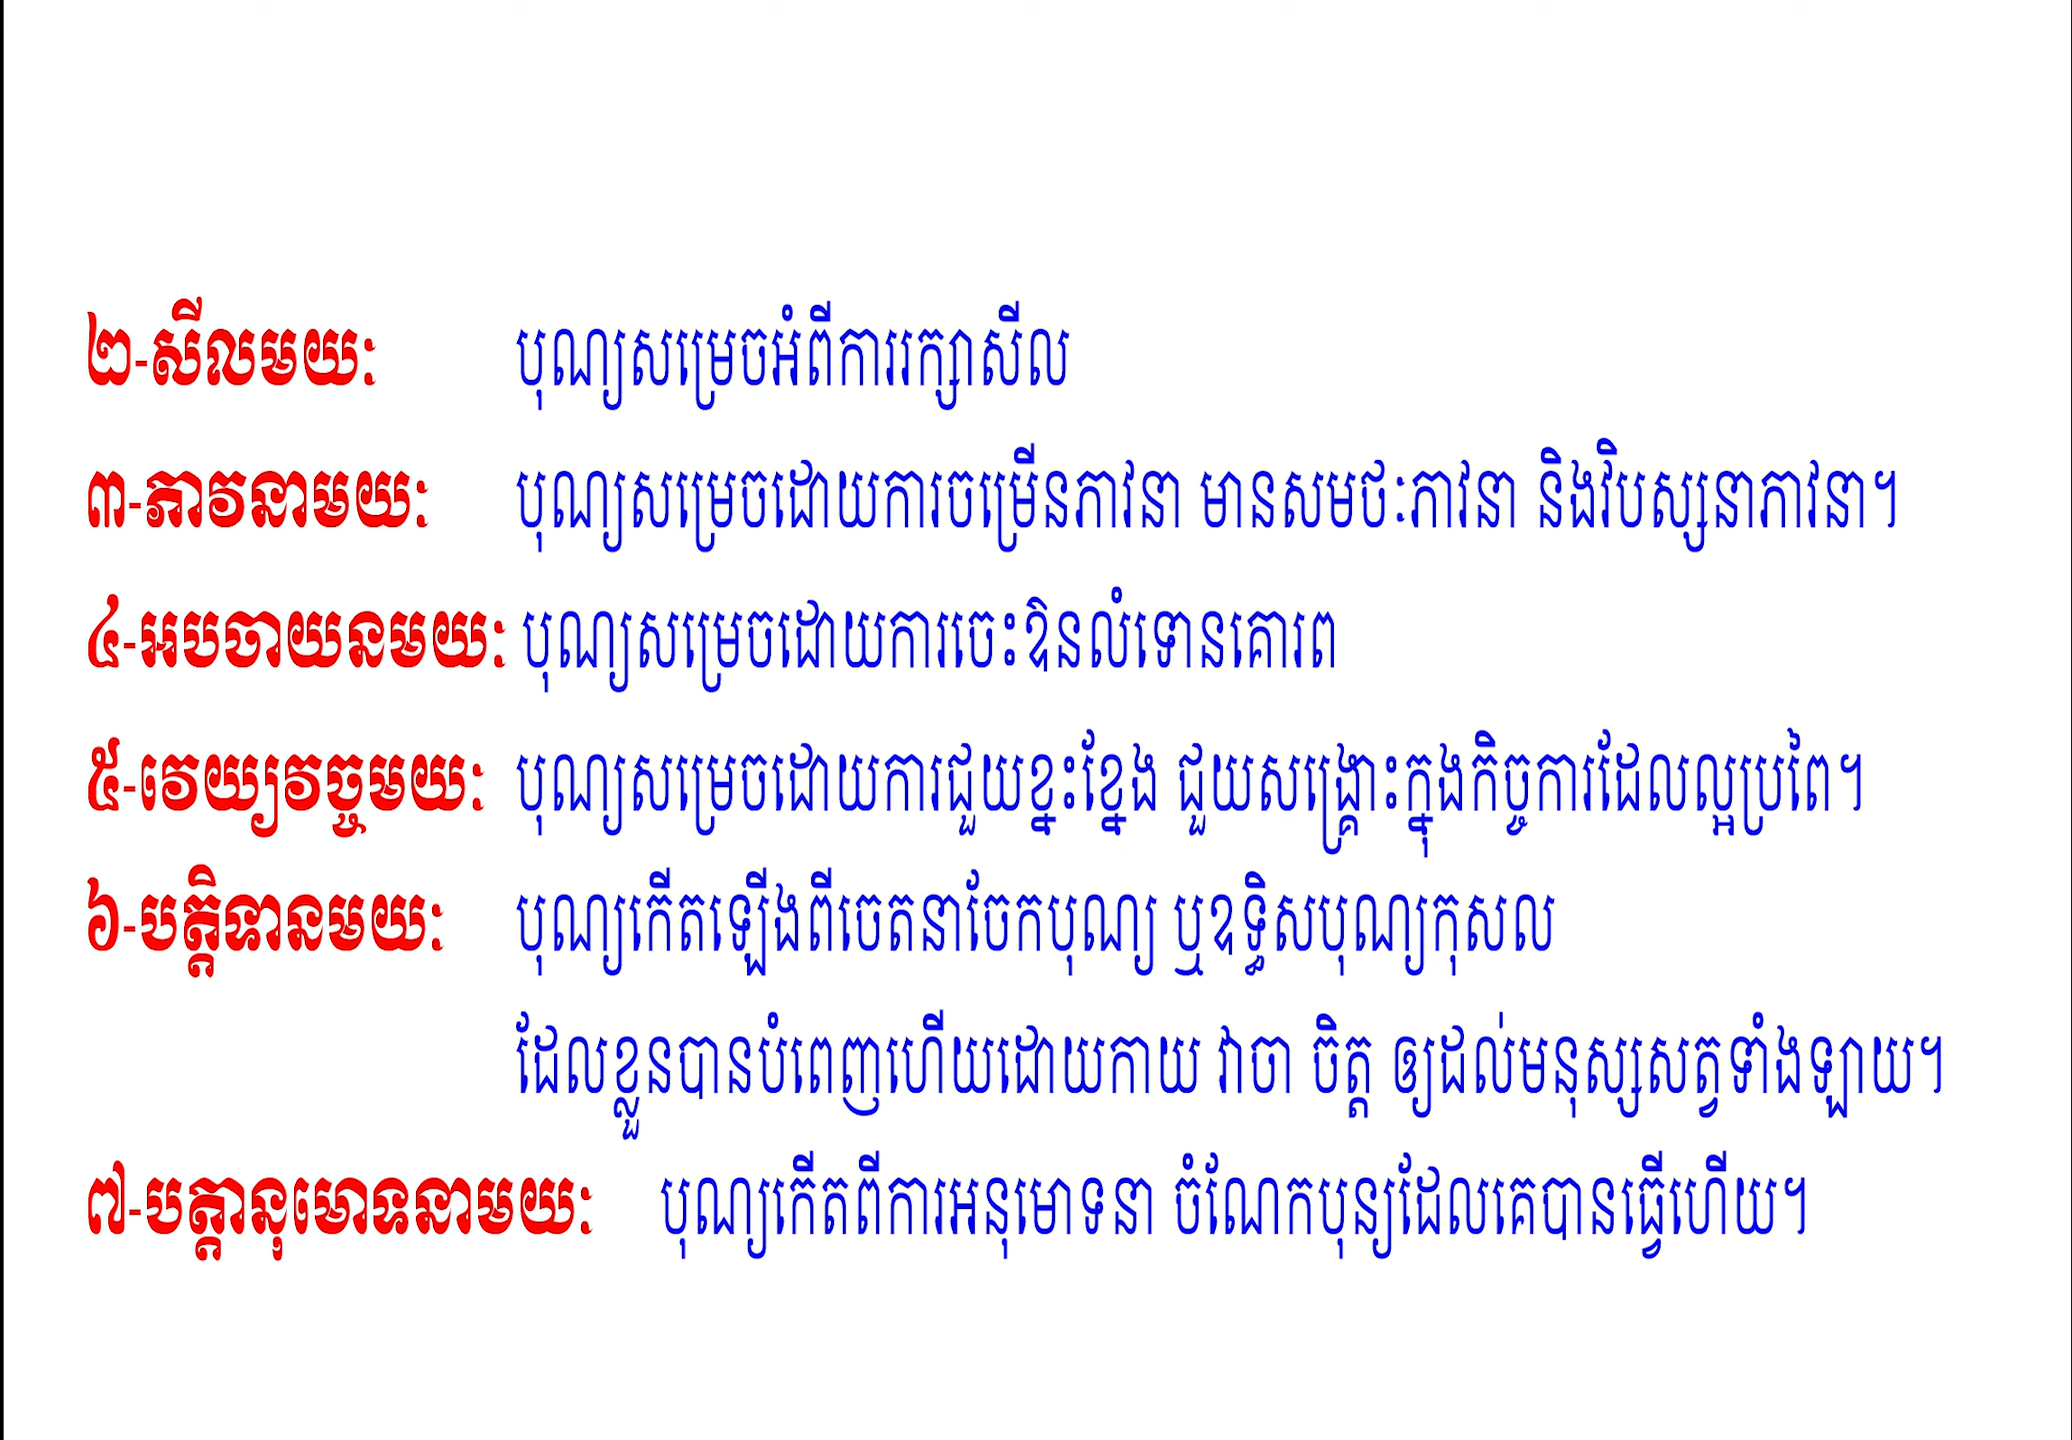 ២-សីលមយៈ បុណ្យសម្រេចអំពីការរក្សាសីល
៣-ភាវនាមយៈ បុណ្យសម្រេចដោយការចម្រើនភាវនា មានសមថៈភាវនា និងវិបស្សនាភាវនា។
៤-អបចាយនមយៈ បុណ្យសម្រេចដោយការចេះឱនលំទោនគោរព
៥-វេយ្យវច្ចមយៈ បុណ្យសម្រេចដោយការជួយខ្នះខ្នែង ជួយសង្គ្រោះក្នុងកិច្ចការដែលល្អប្រពៃ។
៦-បត្តិទានមយៈ បុណ្យកើតឡើងពីចេតនាចែកបុណ្យ ឬឧទ្ធិសបុណ្យកុសល
ដែលខ្លួនបានបំពេញហើយដោយកាយ វាចា ចិត្ត ឲ្យដល់មនុស្សសត្វទាំងឡាយ។
៧-បត្តានុមោទនាមយៈ បុណ្យកើតពីការអនុមោទនា ចំណែកបុន្យដែលគេបានធ្វើហើយ។